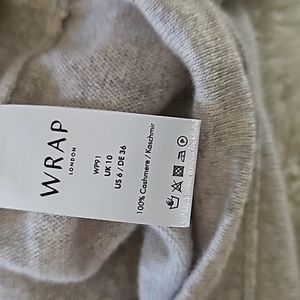 WRAP
LONDON
WP91
UK 10
US 6 / DE 36
100% Cashmere / Kaschmir